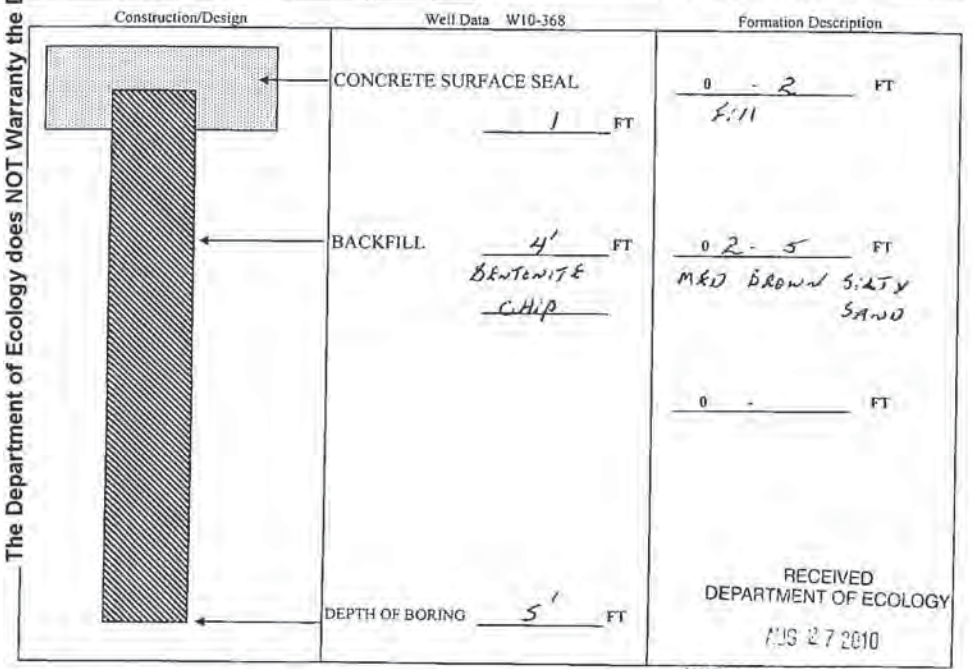 The Department of Ecology does NOT Warranty the
Construction/Design
Well Data W10-368
Formation Description
CONCRETE SURFACE SEAL
1 FT
0 - 2 FT
Fill
BACKFILL 4' FT
BENTONITE
CHIP
0 2 - 5 FT
MED BROWN SILTY
SAND
0 - FT
DEPTH OF BORING 5' FT
RECEIVED
DEPARTMENT OF ECOLOGY
AUG 27 2010